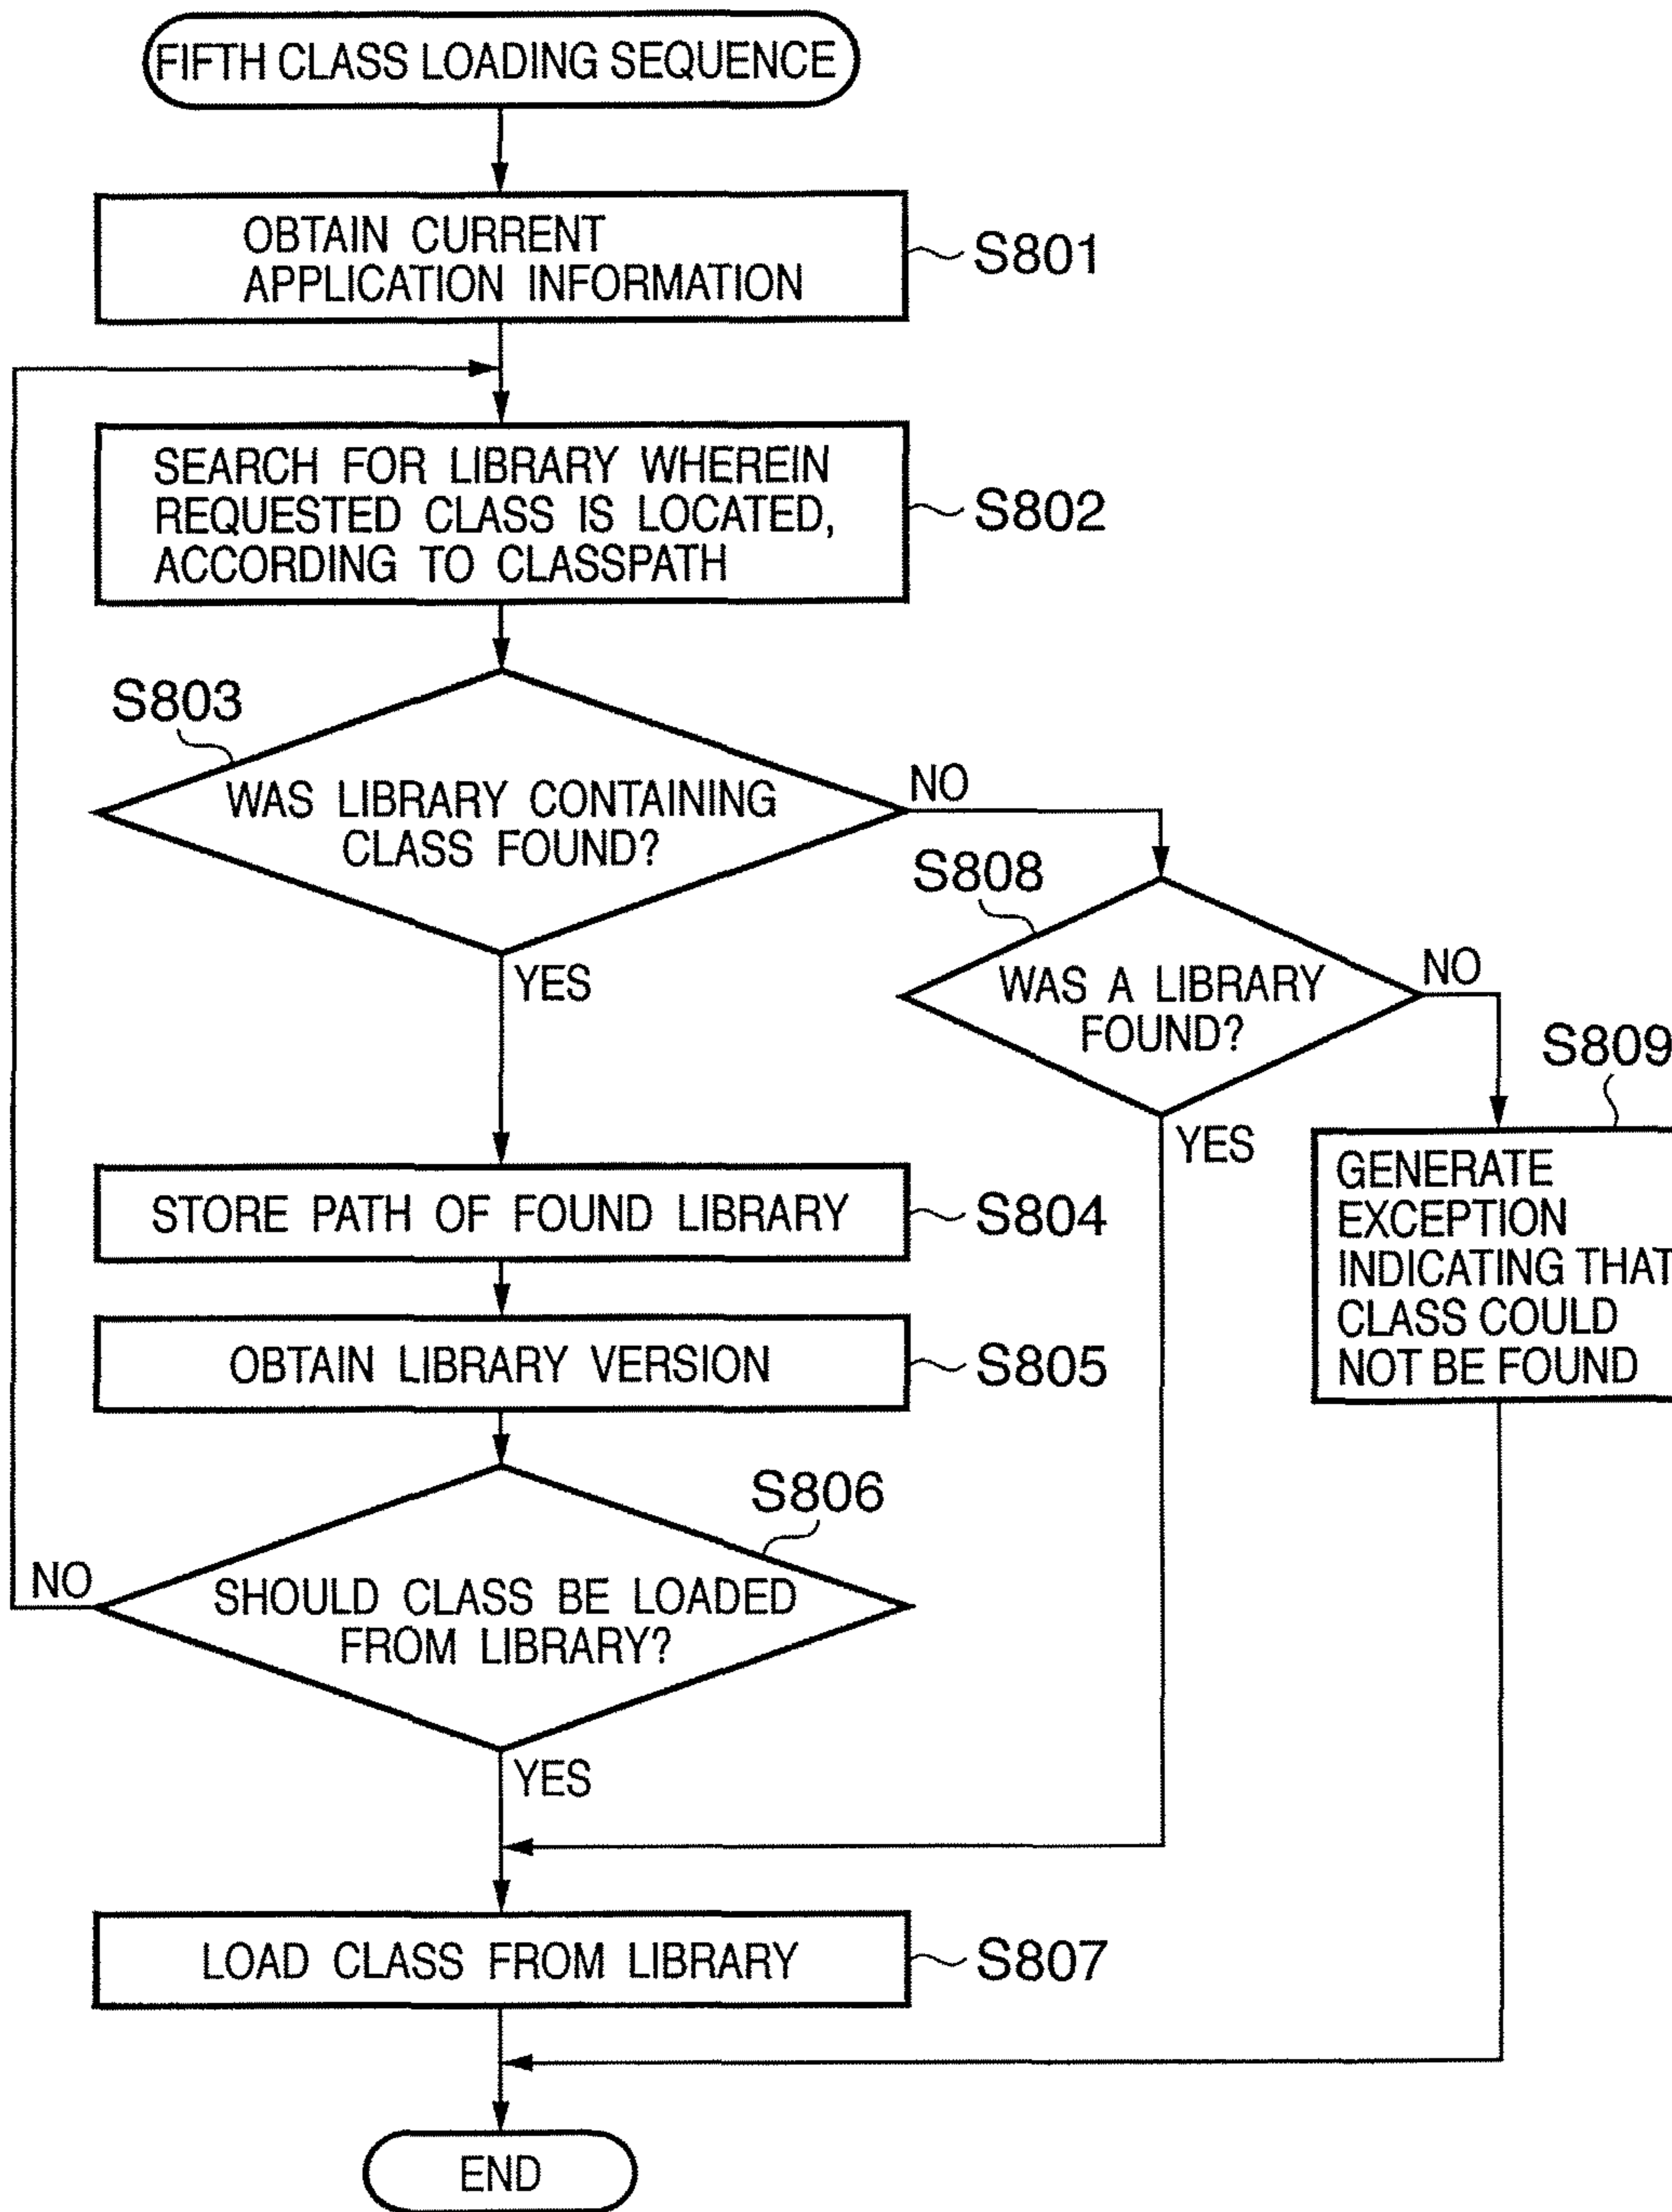 FIFTH CLASS LOADING SEQUENCE
OBTAIN CURRENT
APPLICATION INFORMATION
S801
SEARCH FOR LIBRARY WHEREIN
REQUESTED CLASS IS LOCATED,
ACCORDING TO CLASSPATH
S802
S803
WAS LIBRARY CONTAINING
CLASS FOUND?
NO
YES
S808
WAS A LIBRARY
FOUND?
NO
YES
S809
GENERATE
EXCEPTION
INDICATING THAT
CLASS COULD
NOT BE FOUND
STORE PATH OF FOUND LIBRARY
S804
OBTAIN LIBRARY VERSION
S805
S806
SHOULD CLASS BE LOADED
FROM LIBRARY?
NO
YES
LOAD CLASS FROM LIBRARY
S807
END